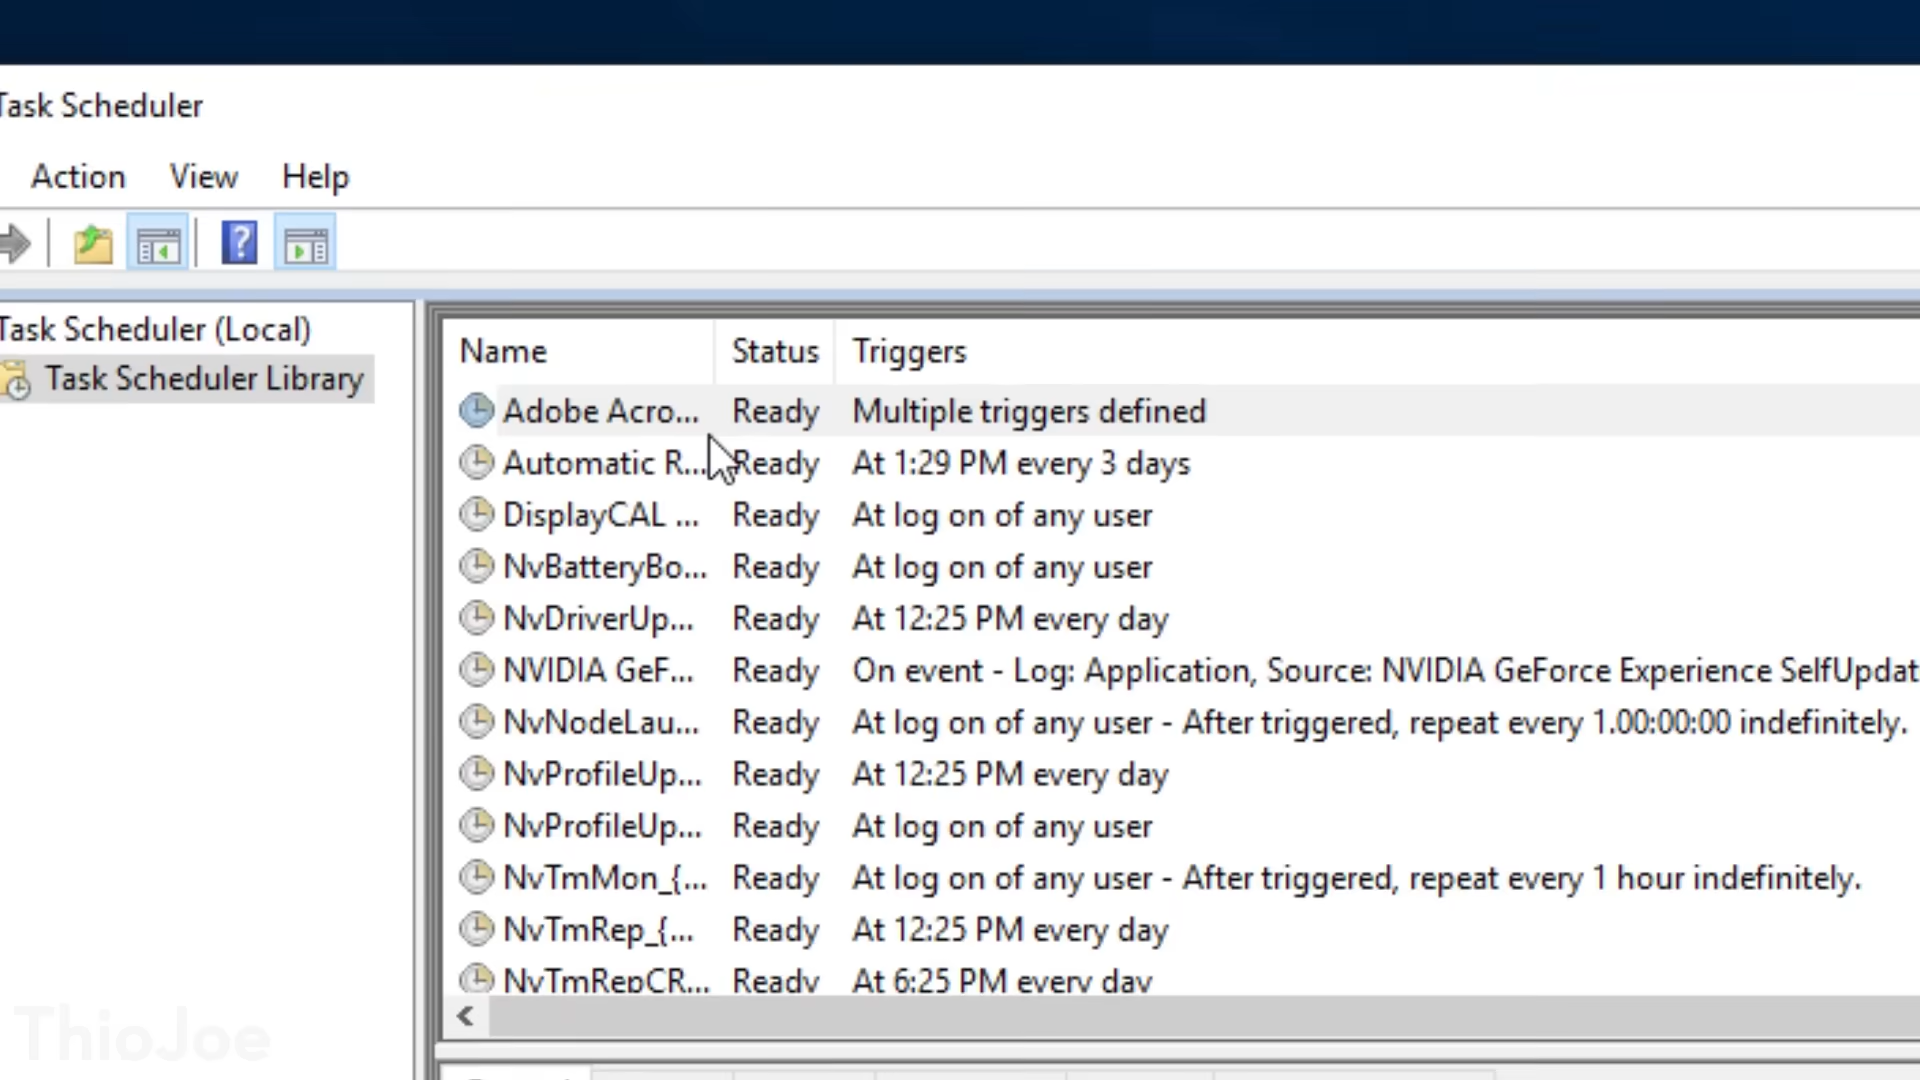 Task Scheduler
Action View Help
Task Scheduler (Local)
Task Scheduler Library
Name Status Triggers
Adobe Acro... Ready Multiple triggers defined
Automatic R... Ready At 1:29 PM every 3 days
DisplayCAL ... Ready At log on of any user
NvBatteryBo... Ready At log on of any user
NvDriverUp... Ready At 12:25 PM every day
NVIDIA GeF... Ready On event - Log: Application, Source: NVIDIA GeForce Experience SelfUpdat
NvNodeLau... Ready At log on of any user - After triggered, repeat every 1.00:00:00 indefinitely.
NvProfileUp... Ready At 12:25 PM every day
NvProfileUp... Ready At log on of any user
NvTmMon_{... Ready At log on of any user - After triggered, repeat every 1 hour indefinitely.
NvTmRep_{... Ready At 12:25 PM every day
NvTmRepCR... Ready At 6:25 PM every day
ThioJoe